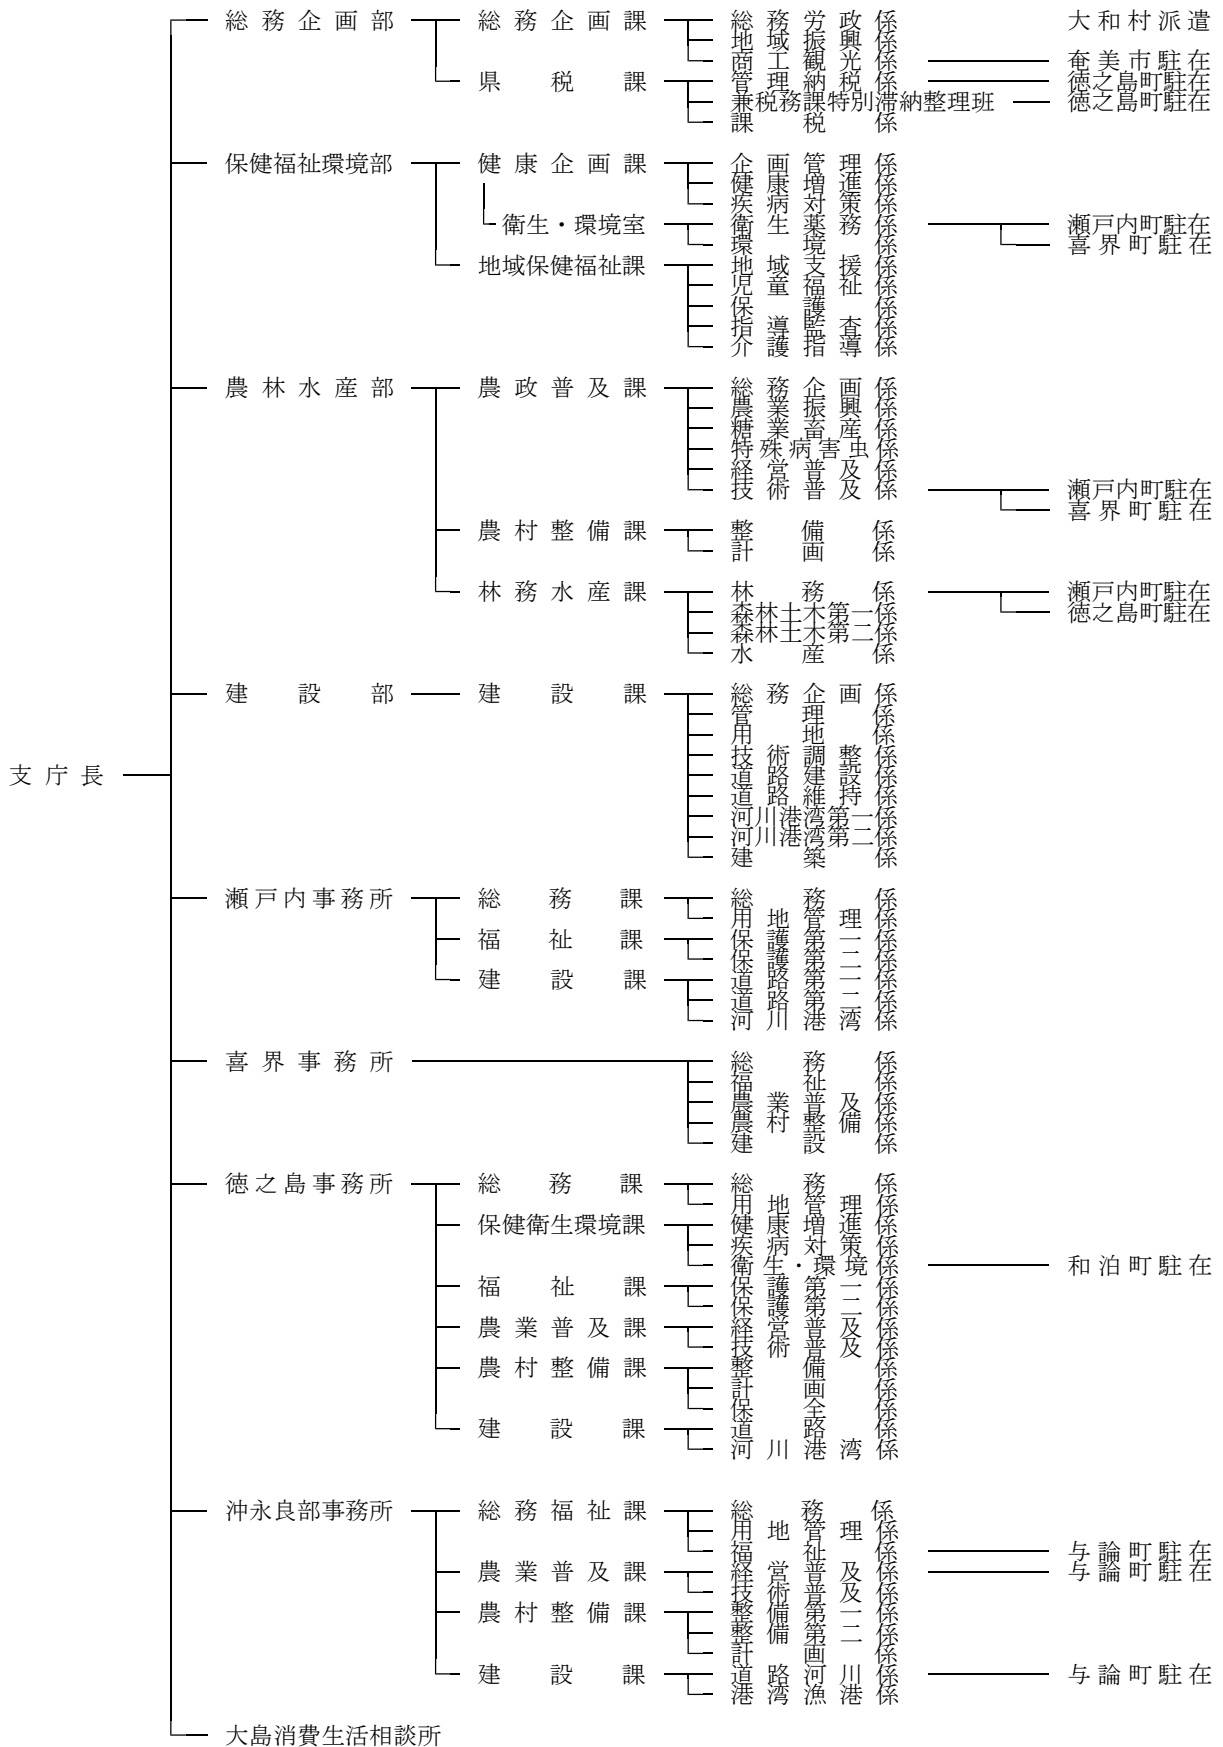 総務企画部 総務企画課 総務労政係 大和村派遣
地域振興係
商工観光係 奄美市駐在
県税課 管理納税係 徳之島町駐在
兼税務課特別滞納整理班 徳之島町駐在
課税係
保健福祉環境部 健康企画課 企画管理係
健康増進係
疾病対策係
衛生・環境室 衛生薬務係 瀬戸内町駐在
環境係 喜界町駐在
地域保健福祉課 地域支援係
児童福祉係
保護係
指導監査係
介護指導係
農林水産部 農政普及課 総務企画係
農業振興係
糖業畜産係
特殊病害虫係
経営普及係
技術普及係 瀬戸内町駐在
喜界町駐在
農村整備課 整備係
計画係
林務水産課 林務係 瀬戸内町駐在
森林土木第一係 徳之島町駐在
森林土木第二係
水産係
建設部 建設課 総務企画係
管理係
用地係
技術調整係
支庁長 道路建設係
道路維持係
河川港湾第一係
河川港湾第二係
建築係
瀬戸内事務所 総務課 総務係
用地管理係
福祉課 保護第一係
保護第二係
建設課 道路第一係
道路第二係
河川港湾係
喜界事務所 総務係
福祉係
農業普及係
農村整備係
建設係
徳之島事務所 総務課 総務係
用地管理係
保健衛生環境課 健康増進係
疾病対策係
衛生・環境係 和泊町駐在
福祉課 保護第一係
保護第二係
農業普及課 経営普及係
技術普及係
農村整備課 整備係
計画係
保全係
建設課 道路係
河川港湾係
沖永良部事務所 総務福祉課 総務係
用地管理係
福祉係 与論町駐在
農業普及課 経営普及係 与論町駐在
技術普及係
農村整備課 整備第一係
整備第二係
計画係
建設課 道路河川係 与論町駐在
港湾漁港係
大島消費生活相談所